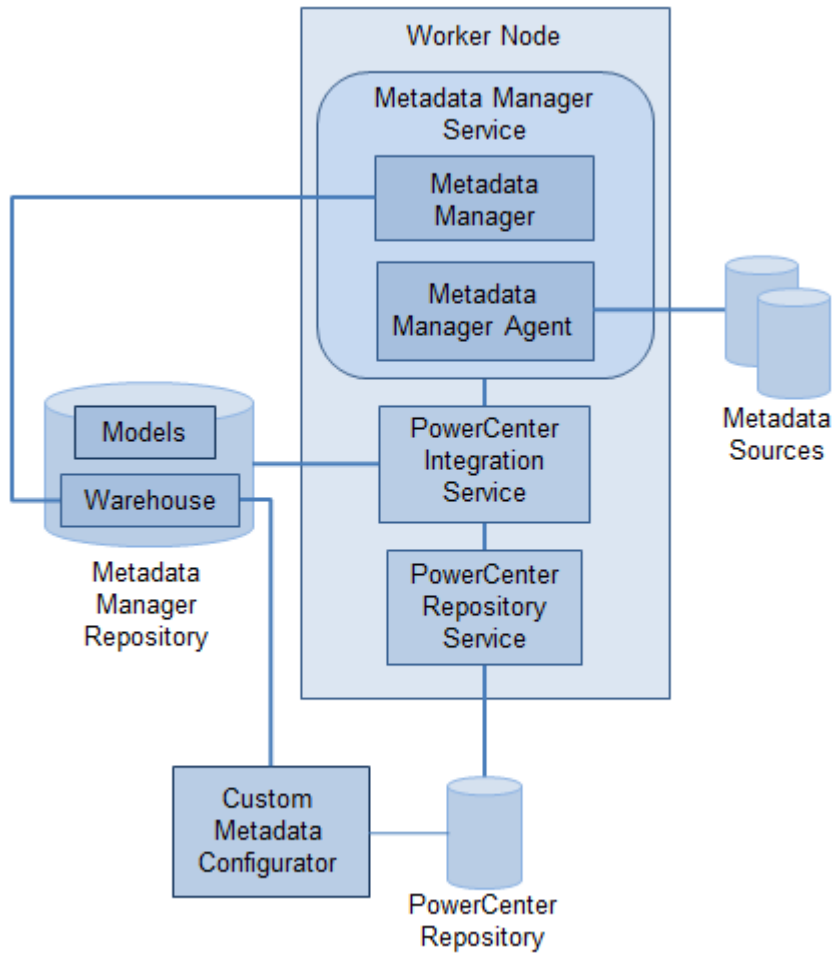 Worker Node
Metadata Manager
Service
Metadata
Manager
Metadata
Manager Agent
Metadata
Sources
Models
Warehouse
Metadata
Manager
Repository
PowerCenter
Integration
Service
PowerCenter
Repository
Service
Custom
Metadata
Configurator
PowerCenter
Repository